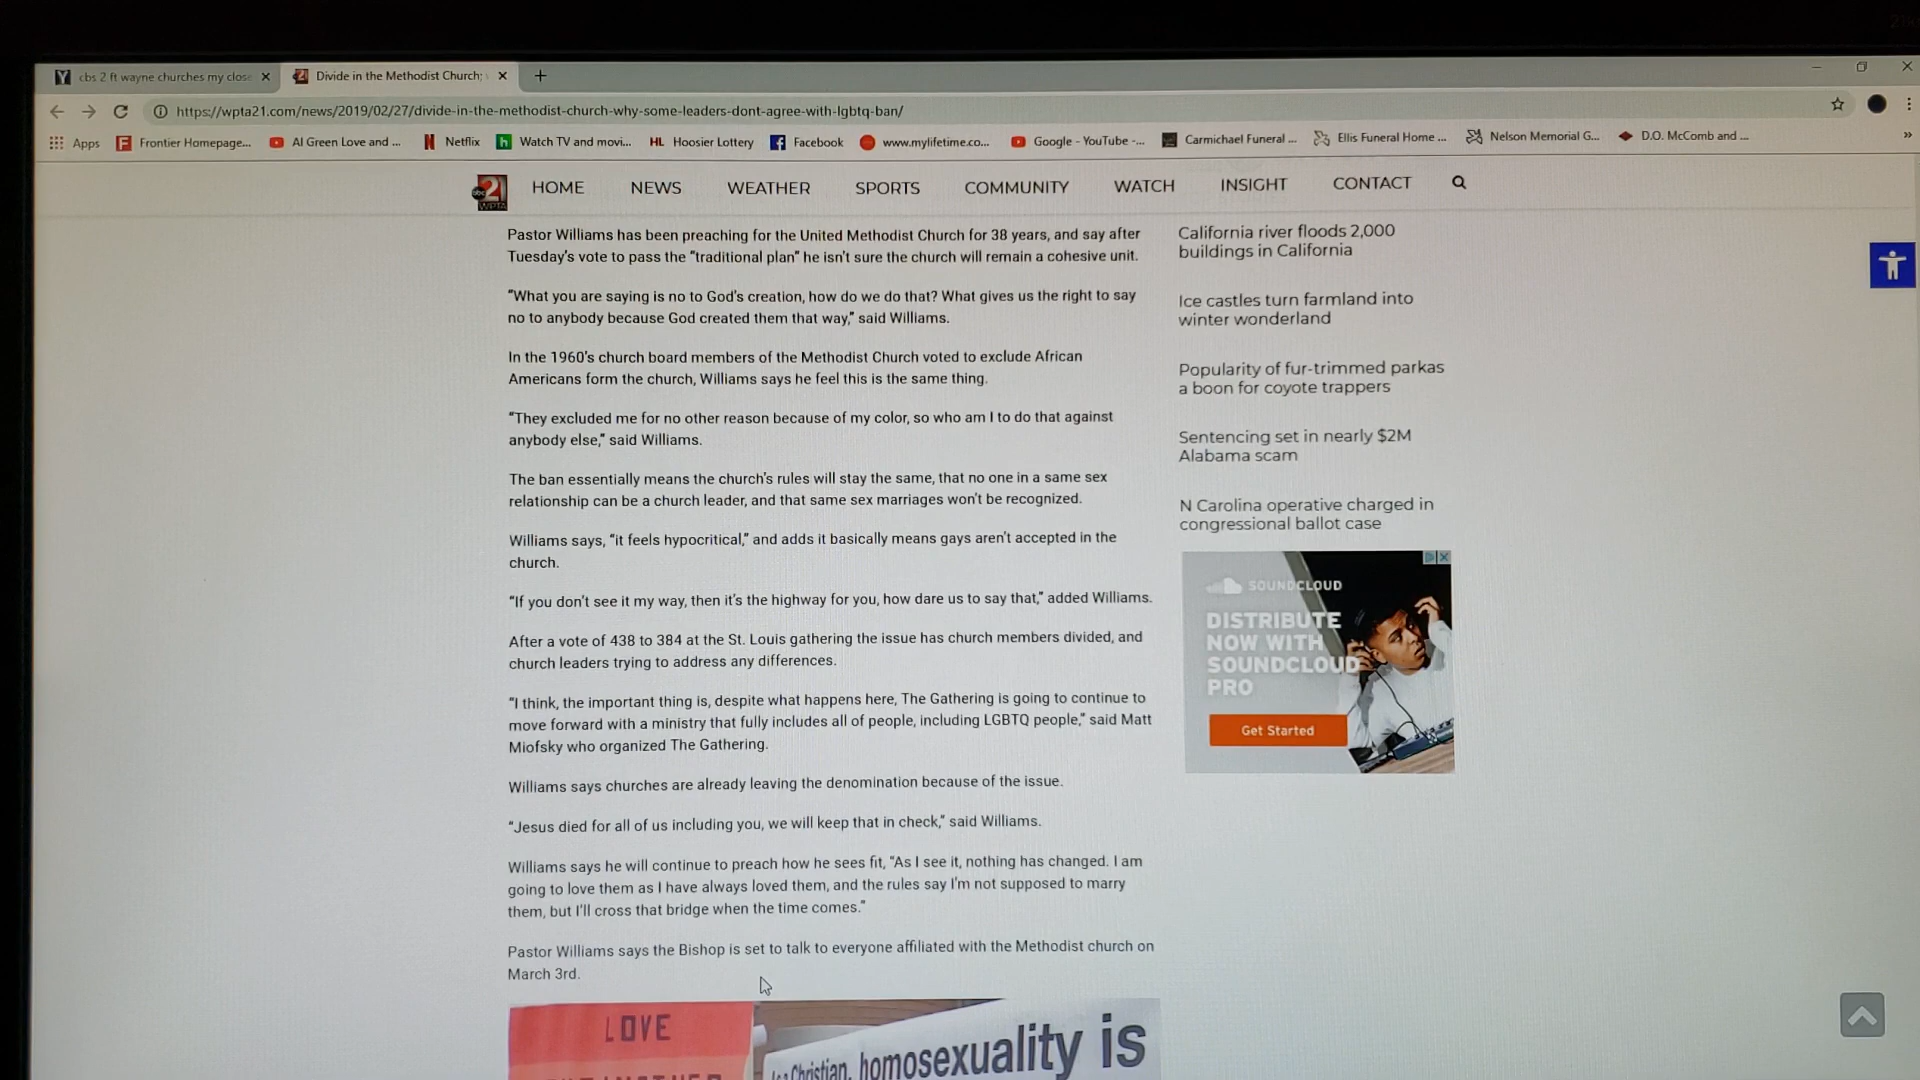 cbs 2 ft wayne churches my close
Divide in the Methodist Church;
https://wpta21.com/news/2019/02/27/divide-in-the-methodist-church-why-some-leaders-dont-agree-with-lgbtq-ban/
Apps Frontier Homepage... Al Green Love and ... Netflix Watch TV and movi... HL Hoosier Lottery Facebook www.mylifetime.co... Google - YouTube -... Carmichael Funeral ... Ellis Funeral Home ... Nelson Memorial G... D.O. McComb and ...
abc 21 WPTA HOME NEWS WEATHER SPORTS COMMUNITY WATCH INSIGHT CONTACT
Pastor Williams has been preaching for the United Methodist Church for 38 years, and say after
Tuesday's vote to pass the “traditional plan” he isn't sure the church will remain a cohesive unit.
“What you are saying is no to God's creation, how do we do that? What gives us the right to say
no to anybody because God created them that way,” said Williams.
In the 1960's church board members of the Methodist Church voted to exclude African
Americans form the church, Williams says he feel this is the same thing.
“They excluded me for no other reason because of my color, so who am I to do that against
anybody else,” said Williams.
The ban essentially means the church's rules will stay the same, that no one in a same sex
relationship can be a church leader, and that same sex marriages won't be recognized.
Williams says, “it feels hypocritical,” and adds it basically means gays aren't accepted in the
church.
“If you don't see it my way, then it's the highway for you, how dare us to say that,” added Williams.
After a vote of 438 to 384 at the St. Louis gathering the issue has church members divided, and
church leaders trying to address any differences.
“I think, the important thing is, despite what happens here, The Gathering is going to continue to
move forward with a ministry that fully includes all of people, including LGBTQ people,” said Matt
Miofsky who organized The Gathering.
Williams says churches are already leaving the denomination because of the issue.
“Jesus died for all of us including you, we will keep that in check,” said Williams.
Williams says he will continue to preach how he sees fit, “As I see it, nothing has changed. I am
going to love them as I have always loved them, and the rules say I'm not supposed to marry
them, but I'll cross that bridge when the time comes.”
Pastor Williams says the Bishop is set to talk to everyone affiliated with the Methodist church on
March 3rd.
LOVE
Christian, homosexuality is
California river floods 2,000
buildings in California
Ice castles turn farmland into
winter wonderland
Popularity of fur-trimmed parkas
a boon for coyote trappers
Sentencing set in nearly $2M
Alabama scam
N Carolina operative charged in
congressional ballot case
SOUNDCLOUD
DISTRIBUTE
NOW WITH
SOUNDCLOUD
PRO
Get Started